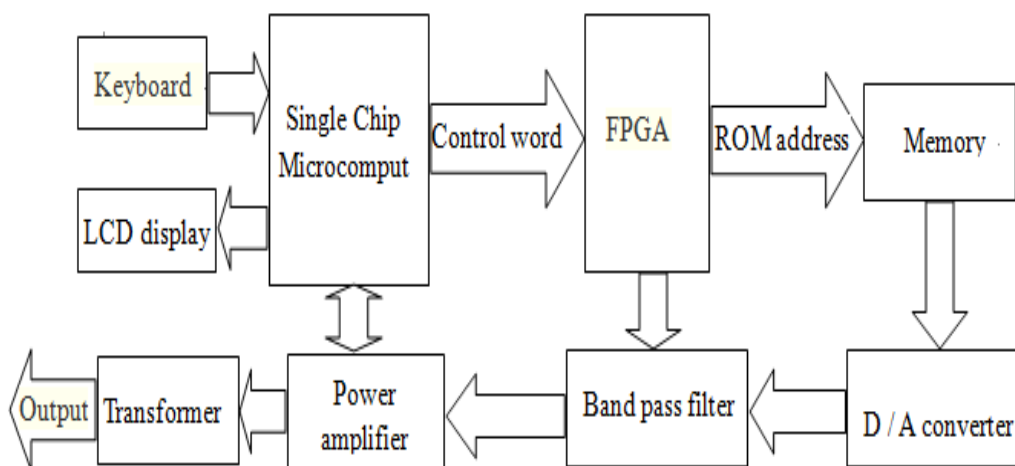 Keyboard
Single Chip
Microcomput
Control word
FPGA
ROM address
Memory
LCD display
Output
Transformer
Power
amplifier
Band pass filter
D / A converter